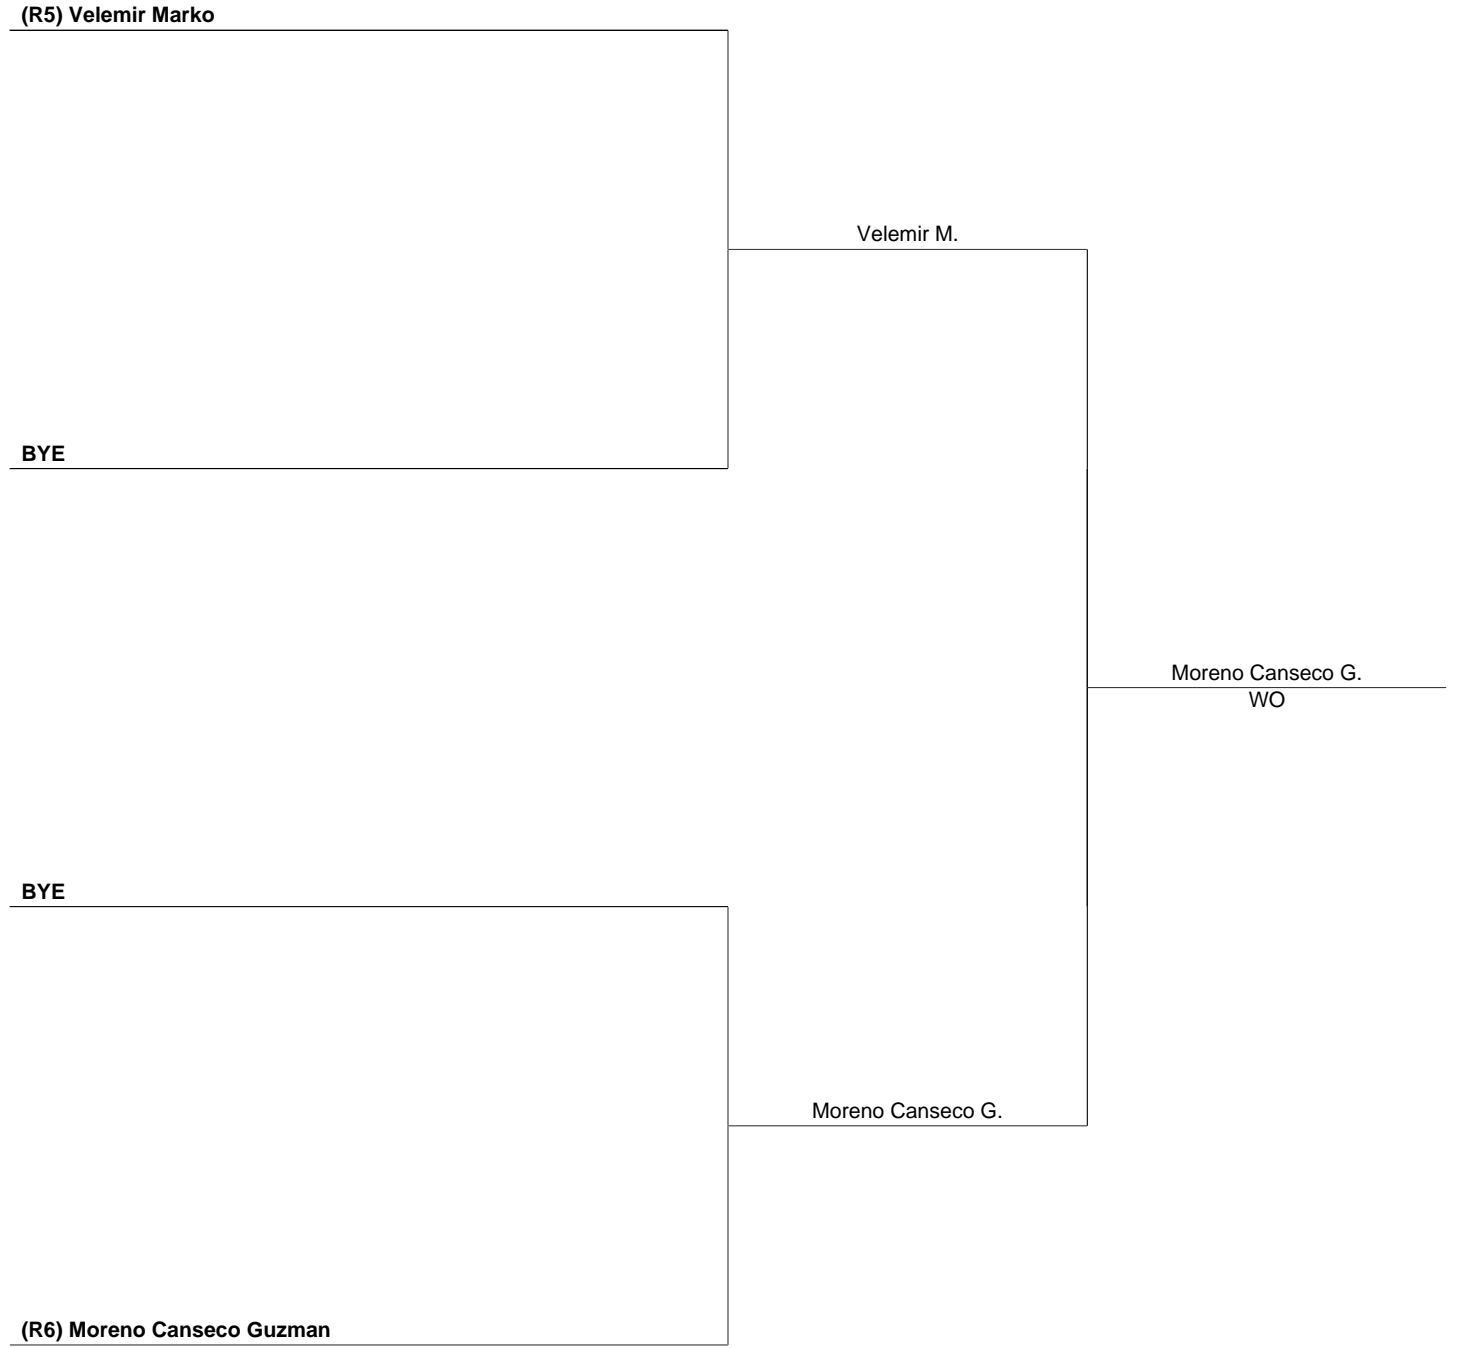 (R5) Velemir Marko
Velemir M.
BYE
Moreno Canseco G.
WO
BYE
Moreno Canseco G.
(R6) Moreno Canseco Guzman